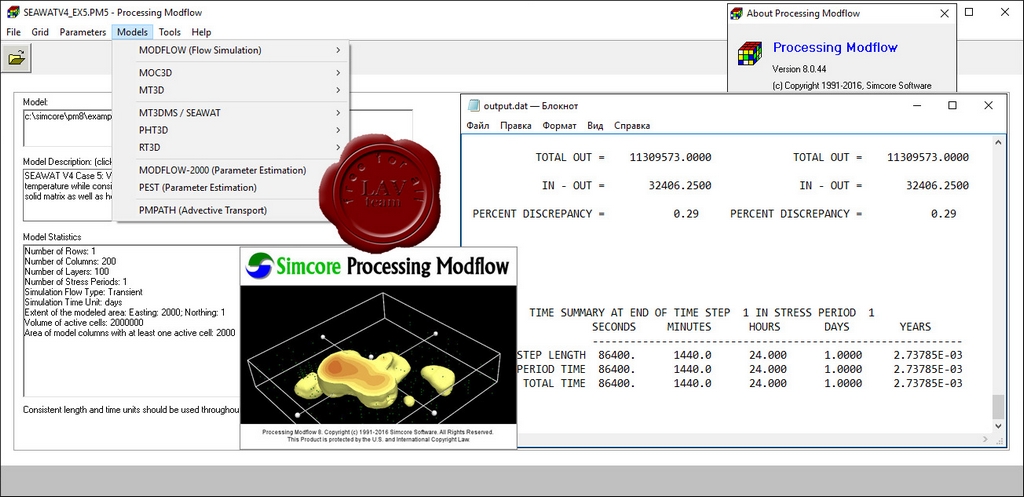 SEAWATV4_EX5.PM5 - Processing Modflow
File Grid Parameters Models Tools Help
MODFLOW (Flow Simulation)
MOC3D
MT3D
MT3DMS / SEAWAT
PHT3D
RT3D
MODFLOW-2000 (Parameter Estimation)
PEST (Parameter Estimation)
PMPATH (Advective Transport)
Model:
c:\simcore\pm8\examp
Model Description: (clic
SEAWAT V4 Case 5: V
temperature while consi
solid matrix as well as h
Model Statistics
Number of Rows: 1
Number of Columns: 200
Number of Layers: 100
Number of Stress Periods: 1
Simulation Flow Type: Transient
Simulation Time Unit: days
Extent of the modeled area: Easting: 2000; Northing: 1
Volume of active cells: 2000000
Area of model columns with at least one active cell: 2000
Consistent length and time units should be used throughou
About Processing Modflow
Processing Modflow
Version 8.0.44
(c) Copyright 1991-2016, Simcore Software
output.dat — Блокнот
Файл Правка Формат Вид Справка
TOTAL OUT = 11309573.0000 TOTAL OUT = 11309573.0000
IN - OUT = 32406.2500 IN - OUT = 32406.2500
PERCENT DISCREPANCY = 0.29 PERCENT DISCREPANCY = 0.29
TIME SUMMARY AT END OF TIME STEP 1 IN STRESS PERIOD 1
SECONDS MINUTES HOURS DAYS YEARS
STEP LENGTH 86400. 1440.0 24.000 1.0000 2.73785E-03
PERIOD TIME 86400. 1440.0 24.000 1.0000 2.73785E-03
TOTAL TIME 86400. 1440.0 24.000 1.0000 2.73785E-03
LAV
team
Simcore Processing Modflow
Processing Modflow 8. Copyright (c) 1991-2016 Simcore Software. All Rights Reserved.
This Product is protected by the U.S. and International Copyright Law.